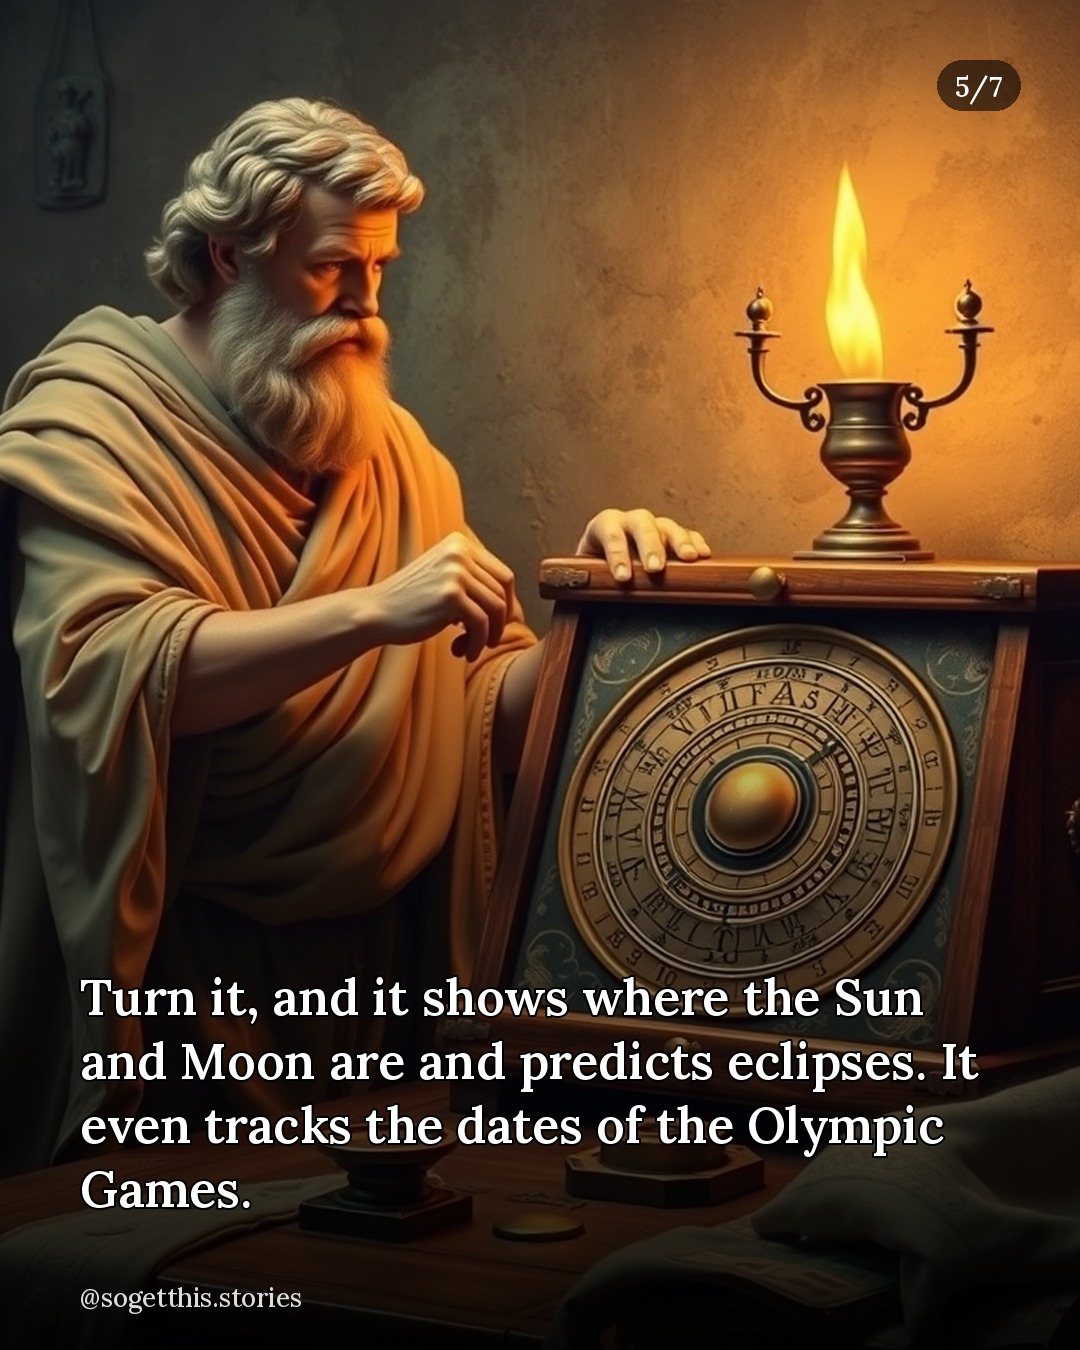 5/7
Turn it, and it shows where the Sun
and Moon are and predicts eclipses. It
even tracks the dates of the Olympic
Games.
@sogetthis.stories